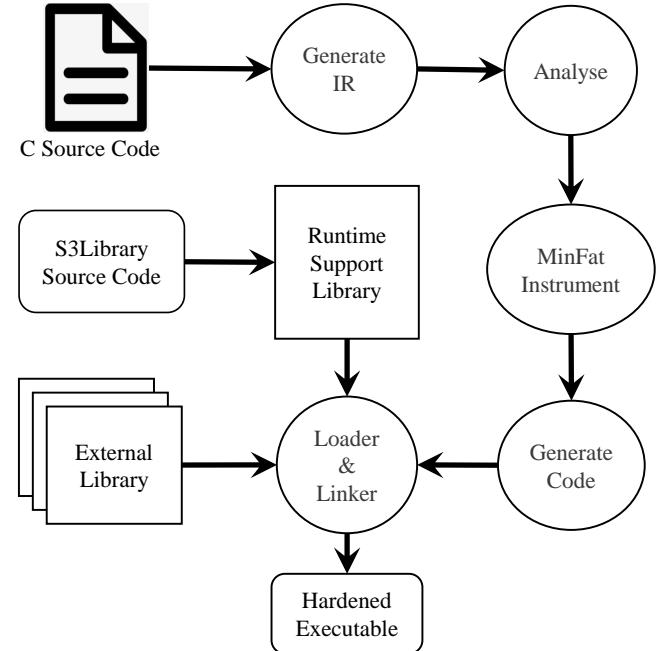 Generate
IR
Analyse
C Source Code
S3Library
Source Code
Runtime
Support
Library
MinFat
Instrument
External
Library
Loader
&
Linker
Generate
Code
Hardened
Executable